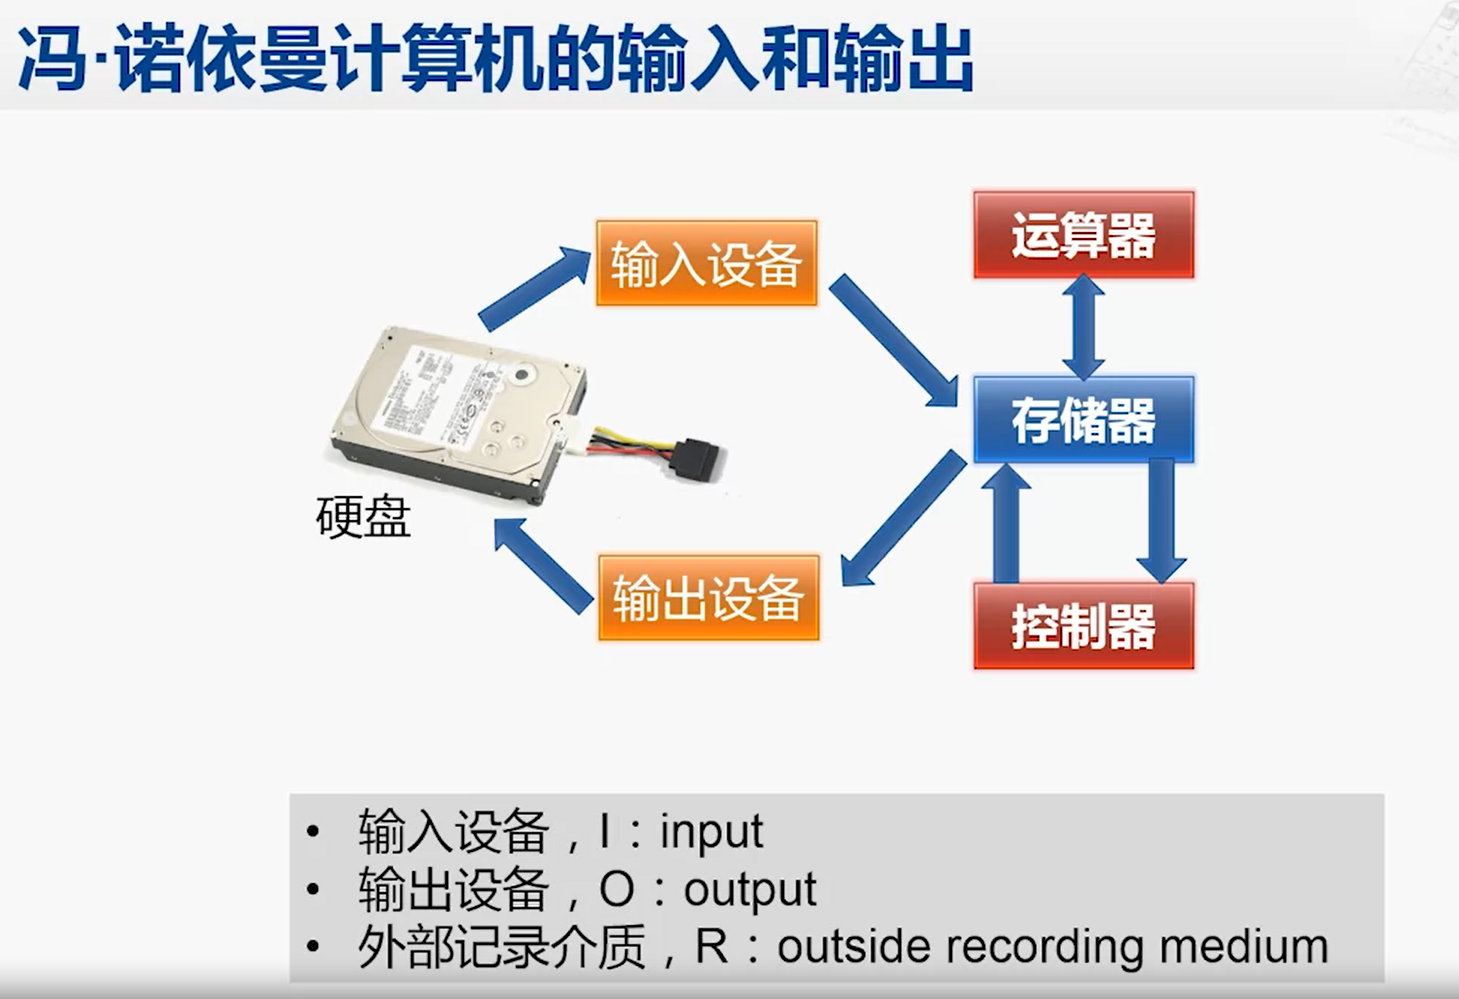 冯·诺依曼计算机的输入和输出
输入设备
运算器
存储器
硬盘
输出设备
控制器
• 输入设备，I：input
• 输出设备，O：output
• 外部记录介质，R：outside recording medium